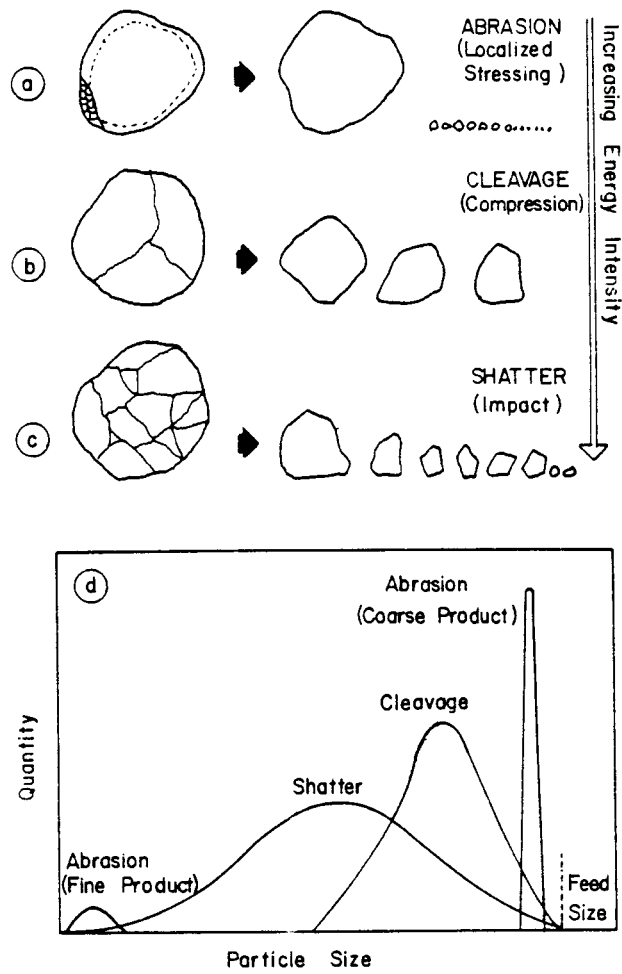 a
ABRASION
(Localized
Stressing)
b
CLEAVAGE
(Compression)
c
SHATTER
(Impact)
Increasing Energy Intensity
d
Abrasion
(Coarse Product)
Cleavage
Shatter
Abrasion
(Fine Product)
Feed
Size
Quantity
Particle Size